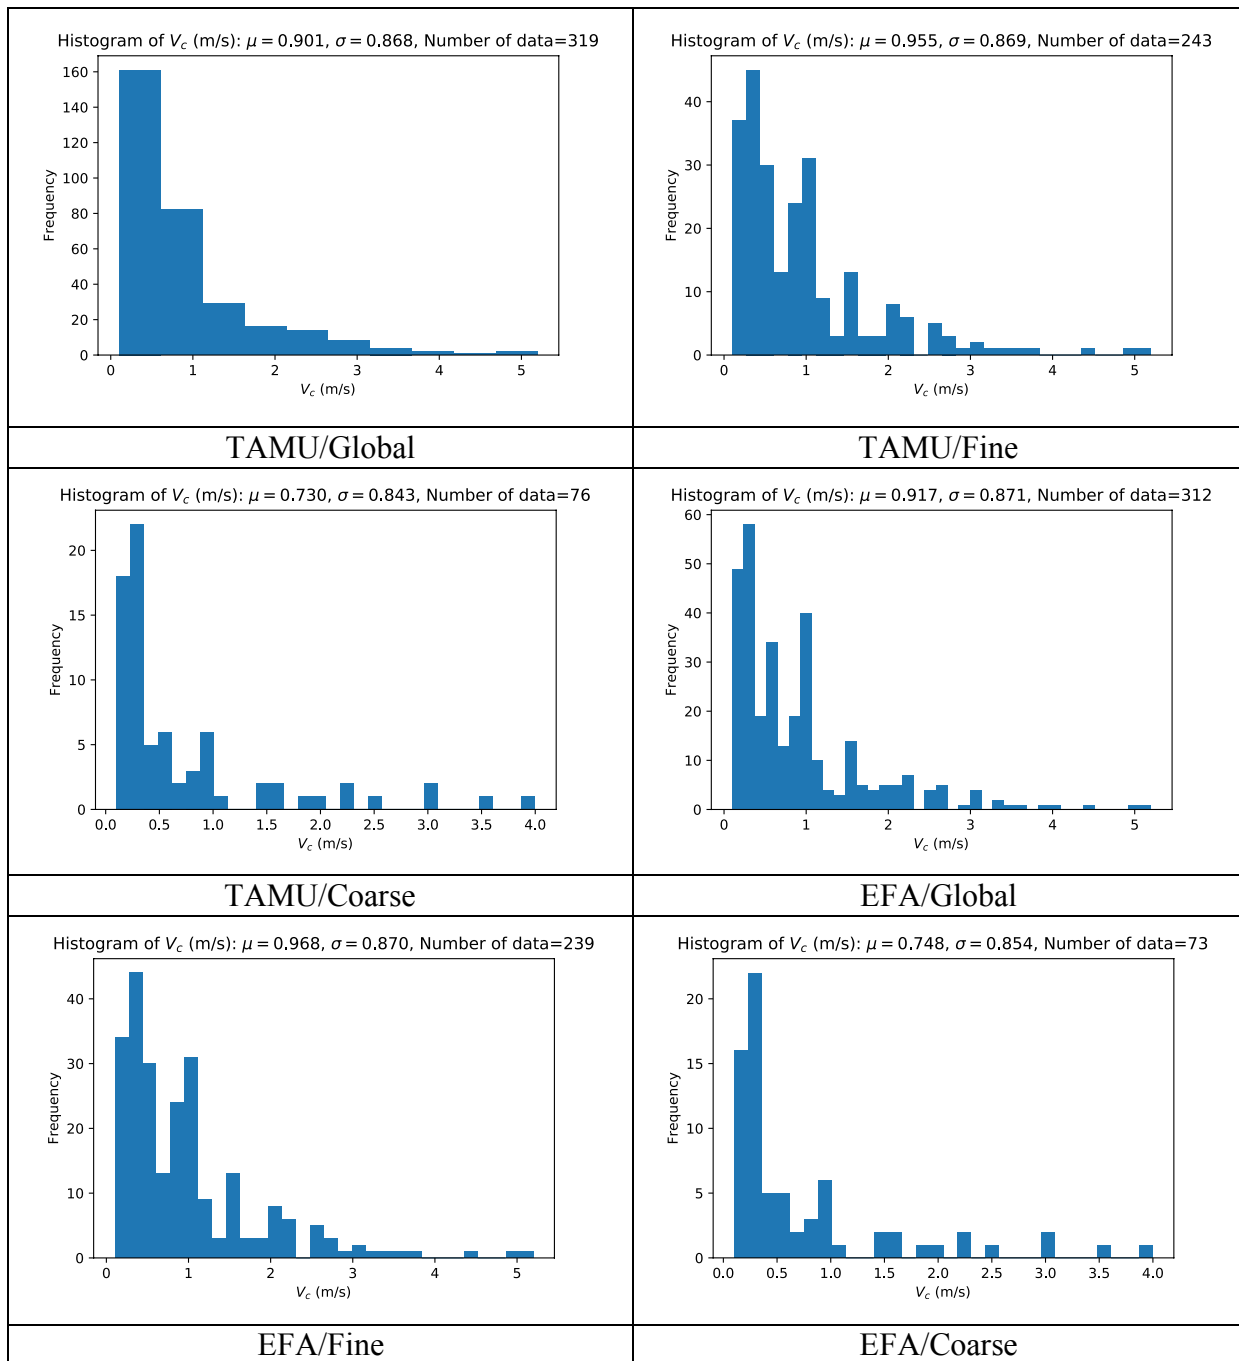 Histogram of V_c (m/s): μ = 0.901, σ = 0.868, Number of data=319
160
140
120
100
80
60
40
20
0
Frequency
0 1 2 3 4 5
V_c (m/s)
TAMU/Global
Histogram of V_c (m/s): μ = 0.955, σ = 0.869, Number of data=243
40
30
20
10
0
Frequency
0 1 2 3 4 5
V_c (m/s)
TAMU/Fine
Histogram of V_c (m/s): μ = 0.730, σ = 0.843, Number of data=76
20
15
10
5
0
Frequency
0.0 0.5 1.0 1.5 2.0 2.5 3.0 3.5 4.0
V_c (m/s)
TAMU/Coarse
Histogram of V_c (m/s): μ = 0.917, σ = 0.871, Number of data=312
60
50
40
30
20
10
0
Frequency
0 1 2 3 4 5
V_c (m/s)
EFA/Global
Histogram of V_c (m/s): μ = 0.968, σ = 0.870, Number of data=239
40
30
20
10
0
Frequency
0 1 2 3 4 5
V_c (m/s)
EFA/Fine
Histogram of V_c (m/s): μ = 0.748, σ = 0.854, Number of data=73
20
15
10
5
0
Frequency
0.0 0.5 1.0 1.5 2.0 2.5 3.0 3.5 4.0
V_c (m/s)
EFA/Coarse